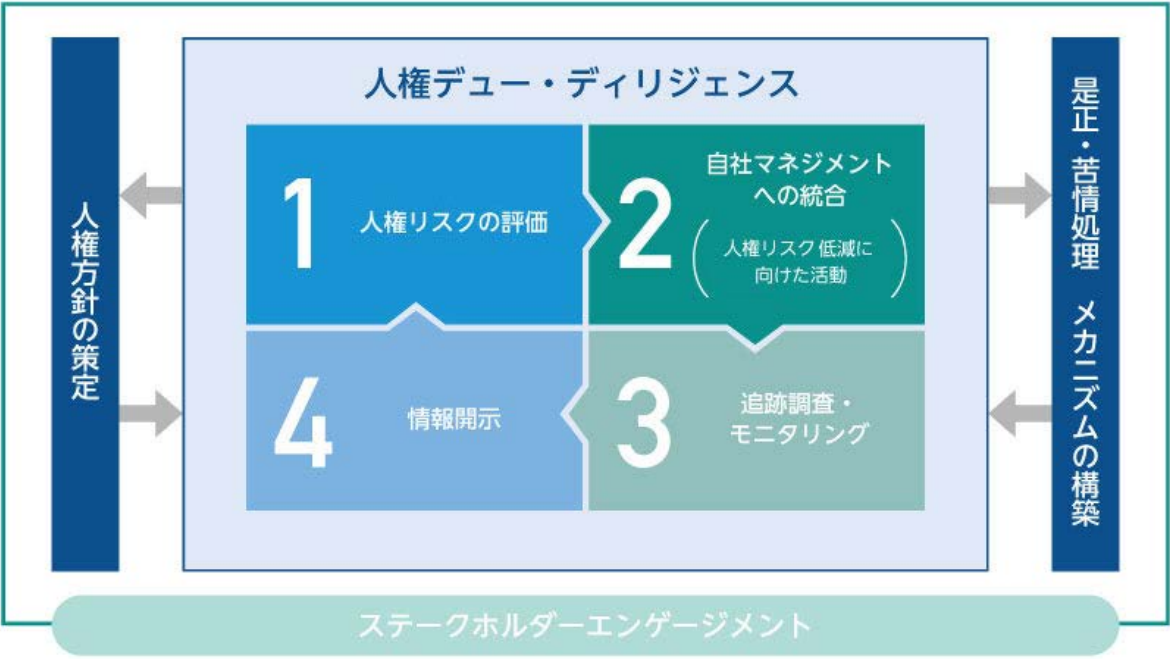 人権方針の策定
人権デュー・ディリジェンス
1
人権リスクの評価
2
自社マネジメント
への統合
人権リスク低減に
向けた活動
3
追跡調査・
モニタリング
4
情報開示
是正・苦情処理 メカニズムの構築
ステークホルダーエンゲージメント